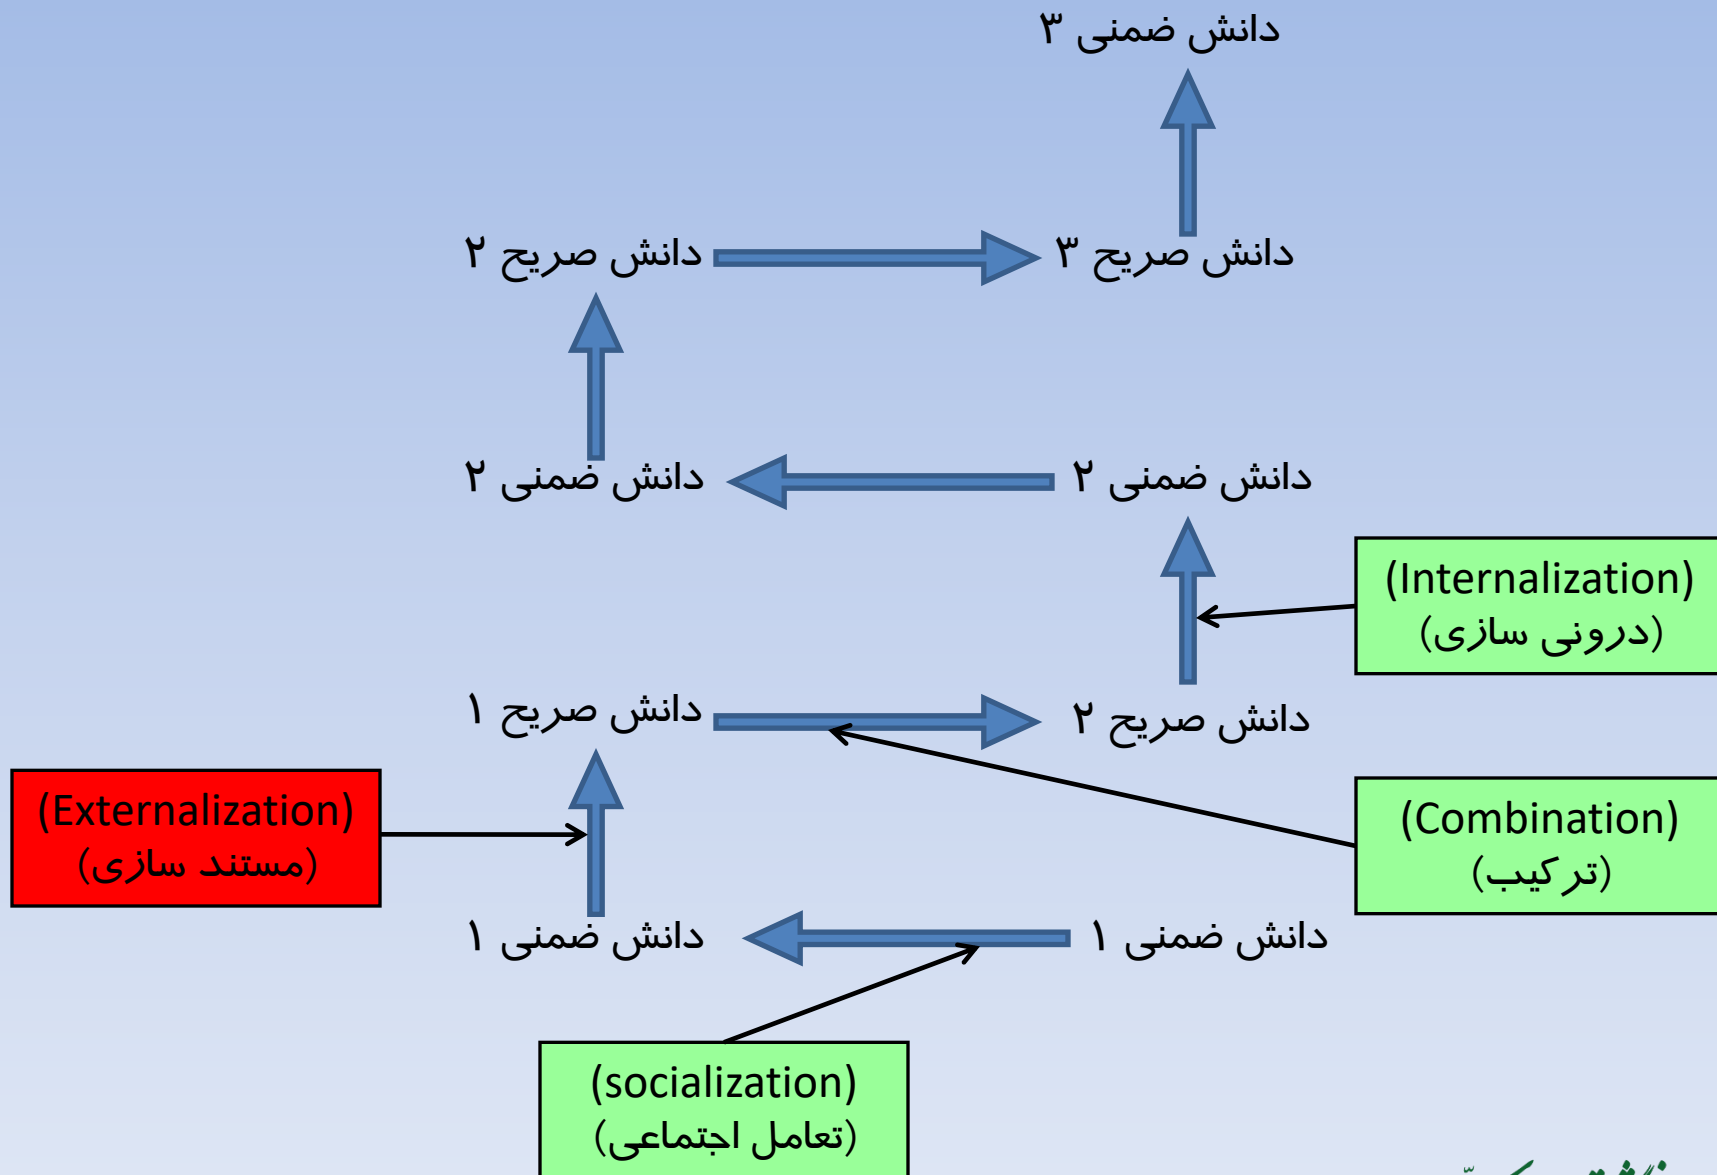 دانش ضمنی ۳
دانش صریح ۳
دانش صریح ۲
دانش ضمنی ۲
دانش ضمنی ۲
(Internalization)
(درونی سازی)
دانش صریح ۲
دانش صریح ۱
(Externalization)
(مستند سازی)
(Combination)
(ترکیب)
دانش ضمنی ۱
دانش ضمنی ۱
(socialization)
(تعامل اجتماعی)